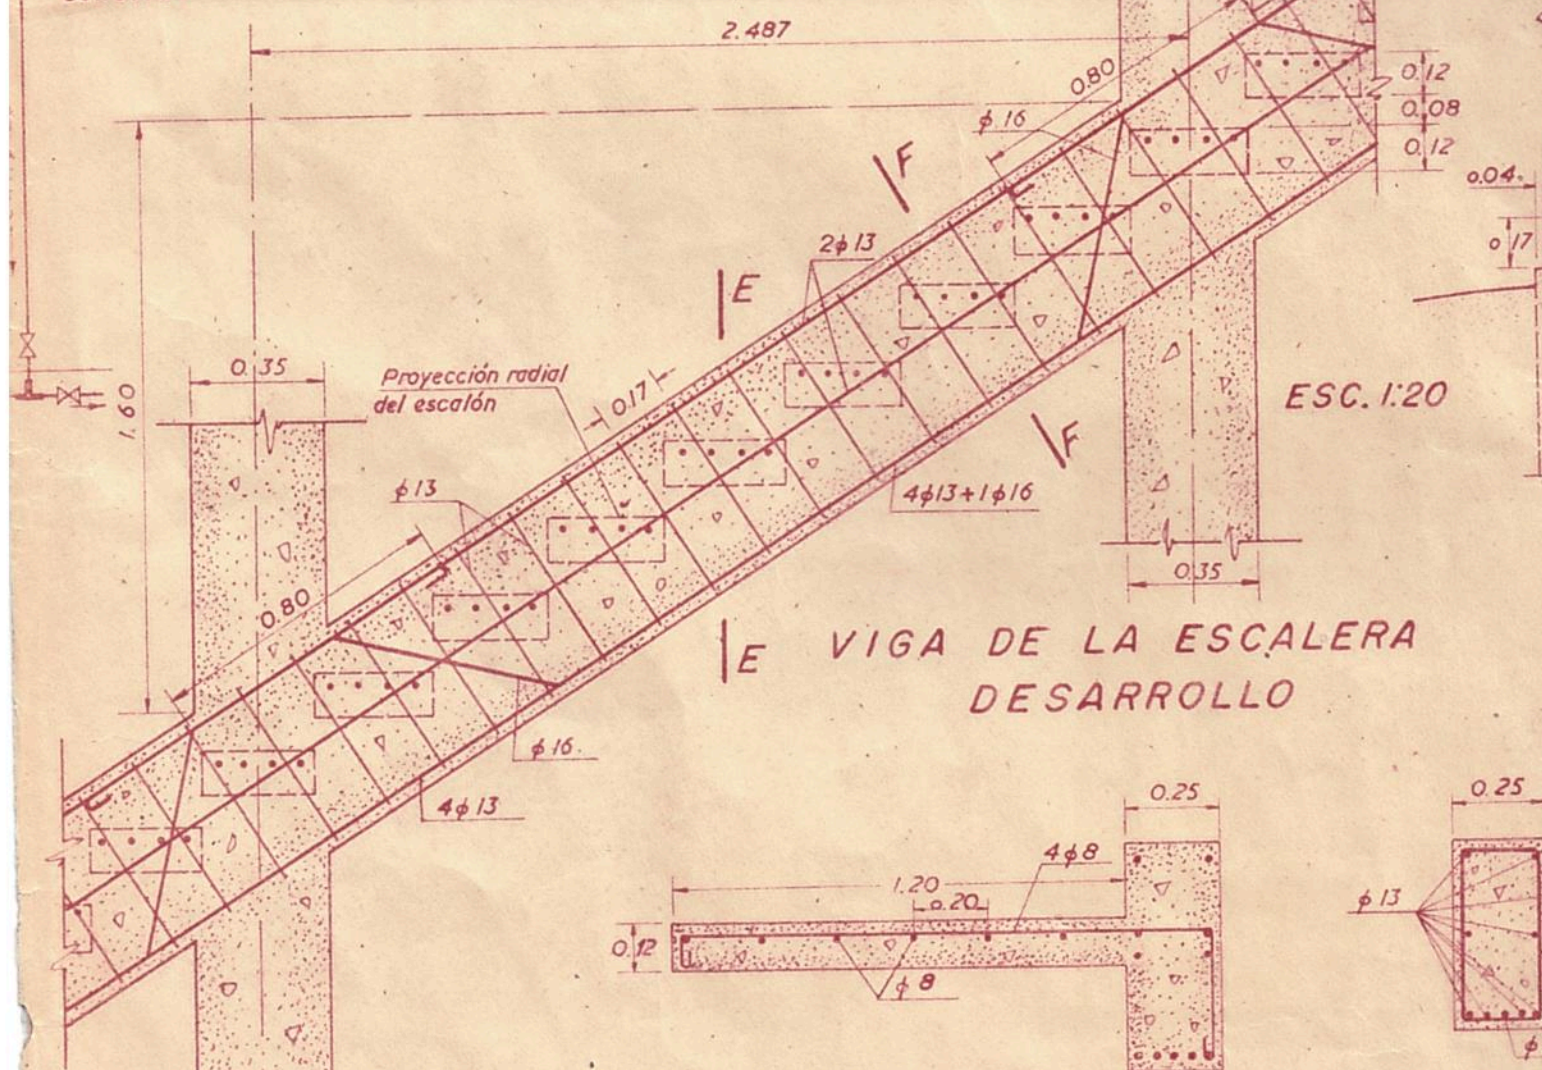 2.487
0.80
0.12
0.08
0.12
φ 16
F
0.04
0 17
2φ13
E
1.60
0.35
Proyección radial
del escalón
0.17
ESC. 1:20
F
φ 13
4φ13+1φ16
0.35
0.80
E
VIGA DE LA ESCALERA
DESARROLLO
φ 16.
4φ 13
0.25
0.25
4φ8
1.20
0.20
φ 13
0.12
φ 8
φ